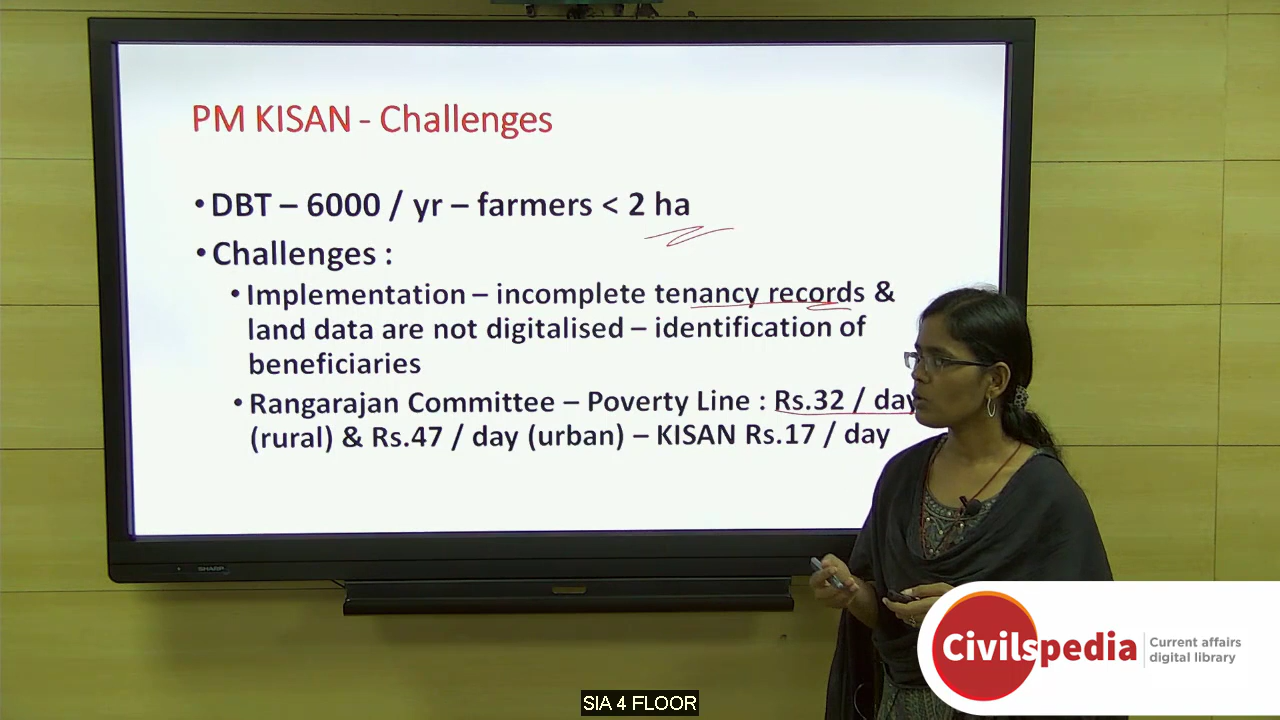 PM KISAN - Challenges
• DBT – 6000 / yr – farmers < 2 ha
• Challenges :
• Implementation – incomplete tenancy records &
land data are not digitalised – identification of
beneficiaries
• Rangarajan Committee – Poverty Line : Rs.32 / day
(rural) & Rs.47 / day (urban) – KISAN Rs.17 / day
SHARP
Civilspedia
Current affairs
digital library
SIA 4 FLOOR